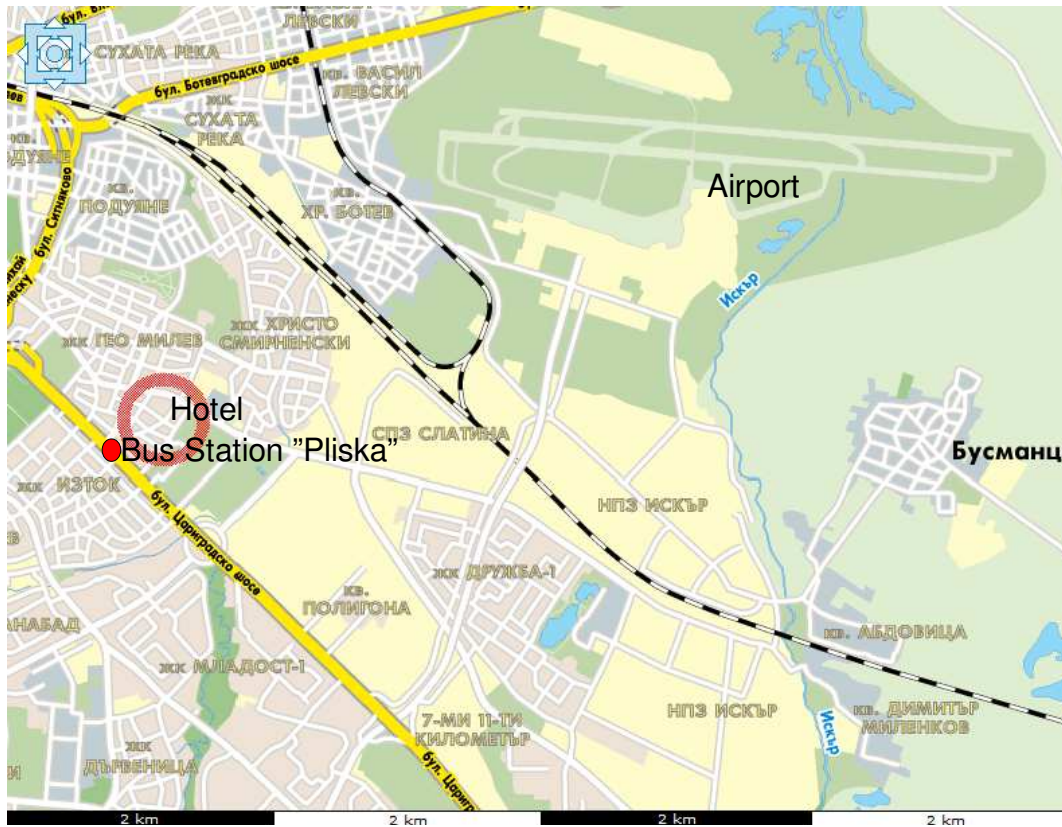 ЛЕВСКИ
СУХАТА РЕКА
бул. Ботевградско шосе
кв. ВАСИЛ
ЛЕВСКИ
жк
СУХАТА
РЕКА
кв.
кв.
ПОДУЯНЕ
кв.
ХР. БОТЕВ
Airport
бул. Ситняково
Искър
жк ГЕО МИЛЕВ
жк ХРИСТО
СМИРНЕНСКИ
Hotel
Bus Station ”Pliska”
СПЗ СЛАТИНА
Бусманц
жк ИЗТОК
НПЗ ИСКЪР
бул. Цариградско шосе
жк ДРУЖБА-1
кв.
ПОЛИГОНА
АНАБАД
кв. АБДОВИЦА
жк МЛАДОСТ-1
НПЗ ИСКЪР
кв. ДИМИТЪР
МИЛЕНКОВ
7-МИ 11-ТИ
КИЛОМЕТЪР
Искър
жк
ДЪРВЕНИЦА
бул. Цариг
2 km
2 km
2 km
2 km